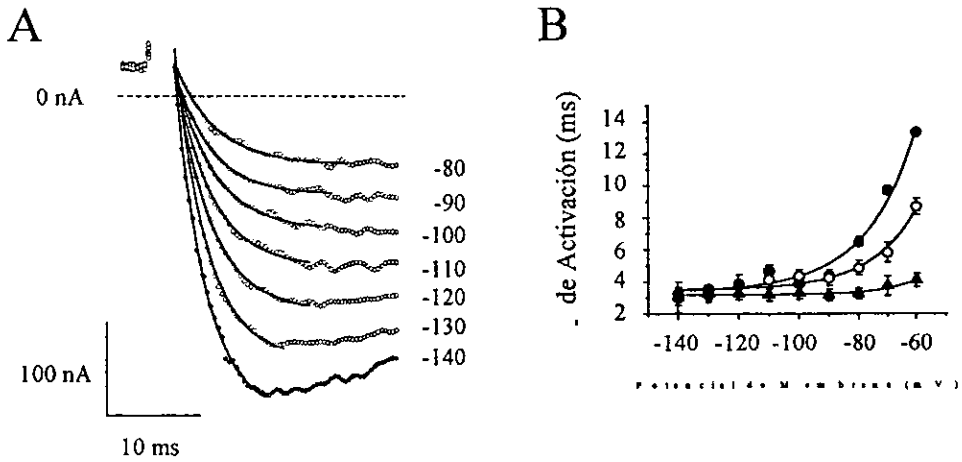 A
0 nA
-80
-90
-100
-110
-120
-130
-140
100 nA
10 ms
B
- de Activación (ms)
14
12
10
8
6
4
2
-140 -120 -100 -80 -60
Potencial de Membrana (mV)